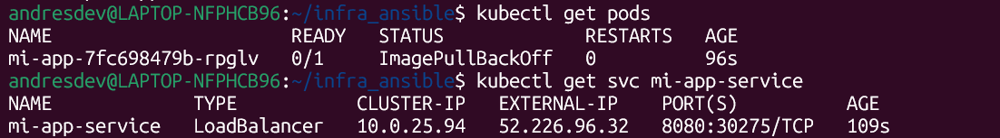 andresdev@LAPTOP-NFPHCB96:~/infra_ansible$ kubectl get pods
NAME READY STATUS RESTARTS AGE
mi-app-7fc698479b-rpglv 0/1 ImagePullBackOff 0 96s
andresdev@LAPTOP-NFPHCB96:~/infra_ansible$ kubectl get svc mi-app-service
NAME TYPE CLUSTER-IP EXTERNAL-IP PORT(S) AGE
mi-app-service LoadBalancer 10.0.25.94 52.226.96.32 8080:30275/TCP 109s